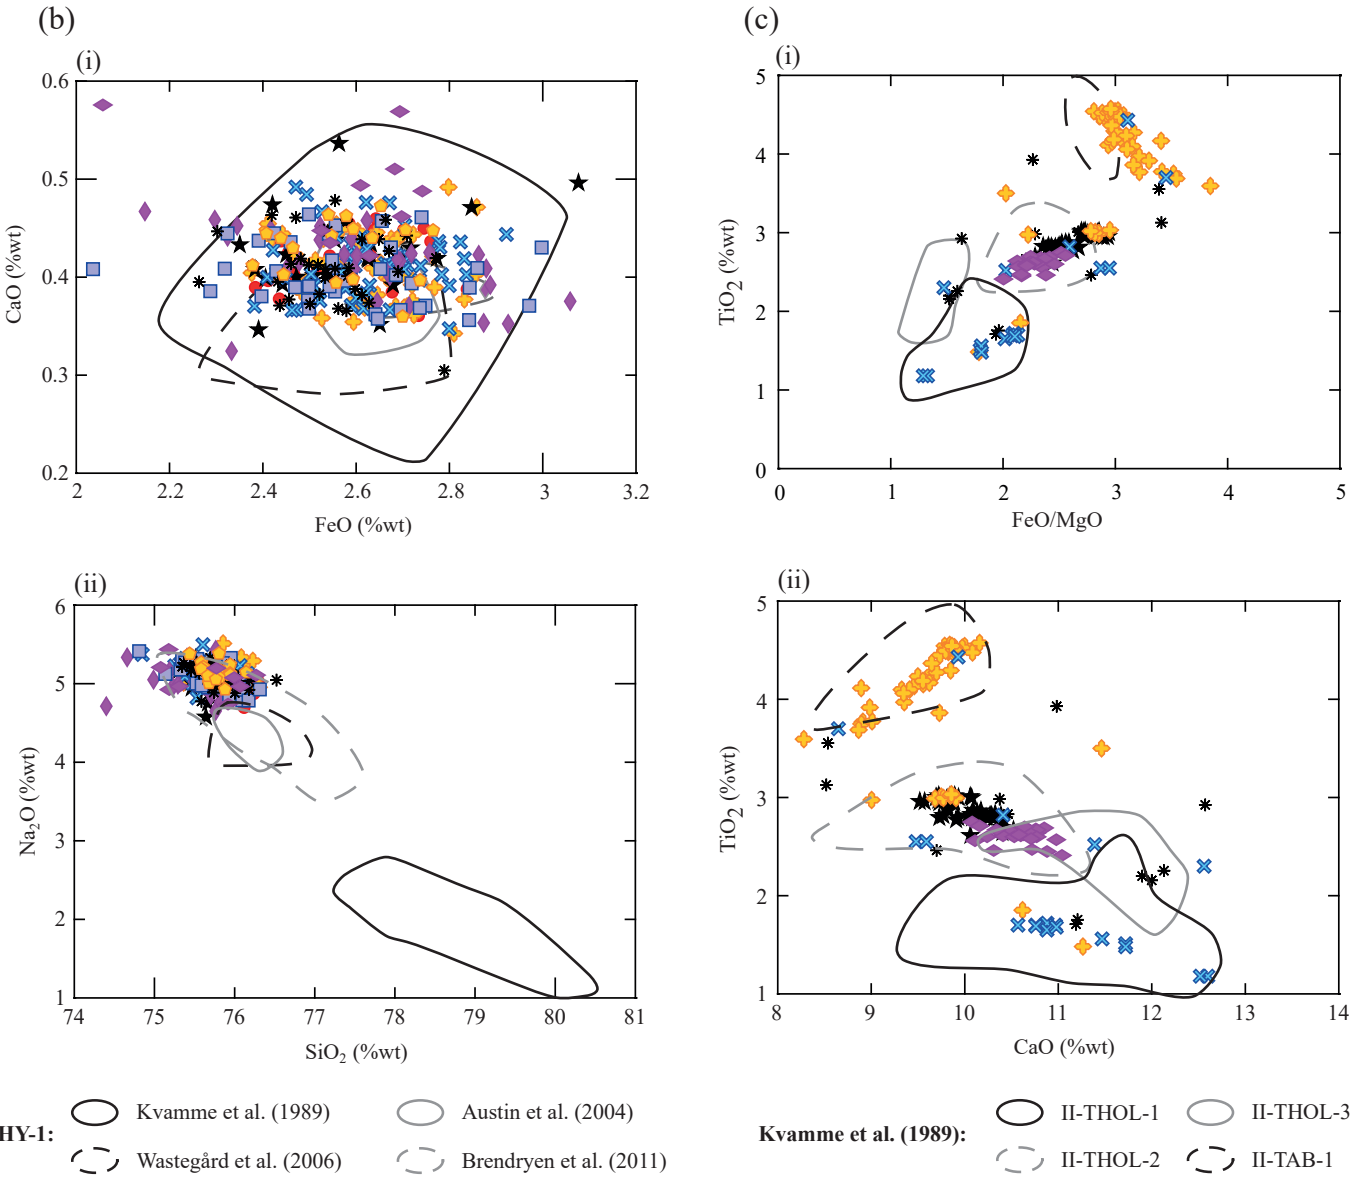 (b)
(i)
0.6
0.5
0.4
0.3
0.2
CaO (%wt)
2
2.2
2.4
2.6
2.8
3
3.2
FeO (%wt)
(ii)
6
5
4
3
2
1
Na₂O (%wt)
74
75
76
77
78
79
80
81
SiO₂ (%wt)
(c)
(i)
5
4
3
2
1
0
TiO₂ (%wt)
0
1
2
3
4
5
FeO/MgO
(ii)
5
4
3
2
1
TiO₂ (%wt)
8
9
10
11
12
13
14
CaO (%wt)
HY-1:
Kvamme et al. (1989)
Austin et al. (2004)
Wastegård et al. (2006)
Brendryen et al. (2011)
Kvamme et al. (1989):
II-THOL-1
II-THOL-3
II-THOL-2
II-TAB-1